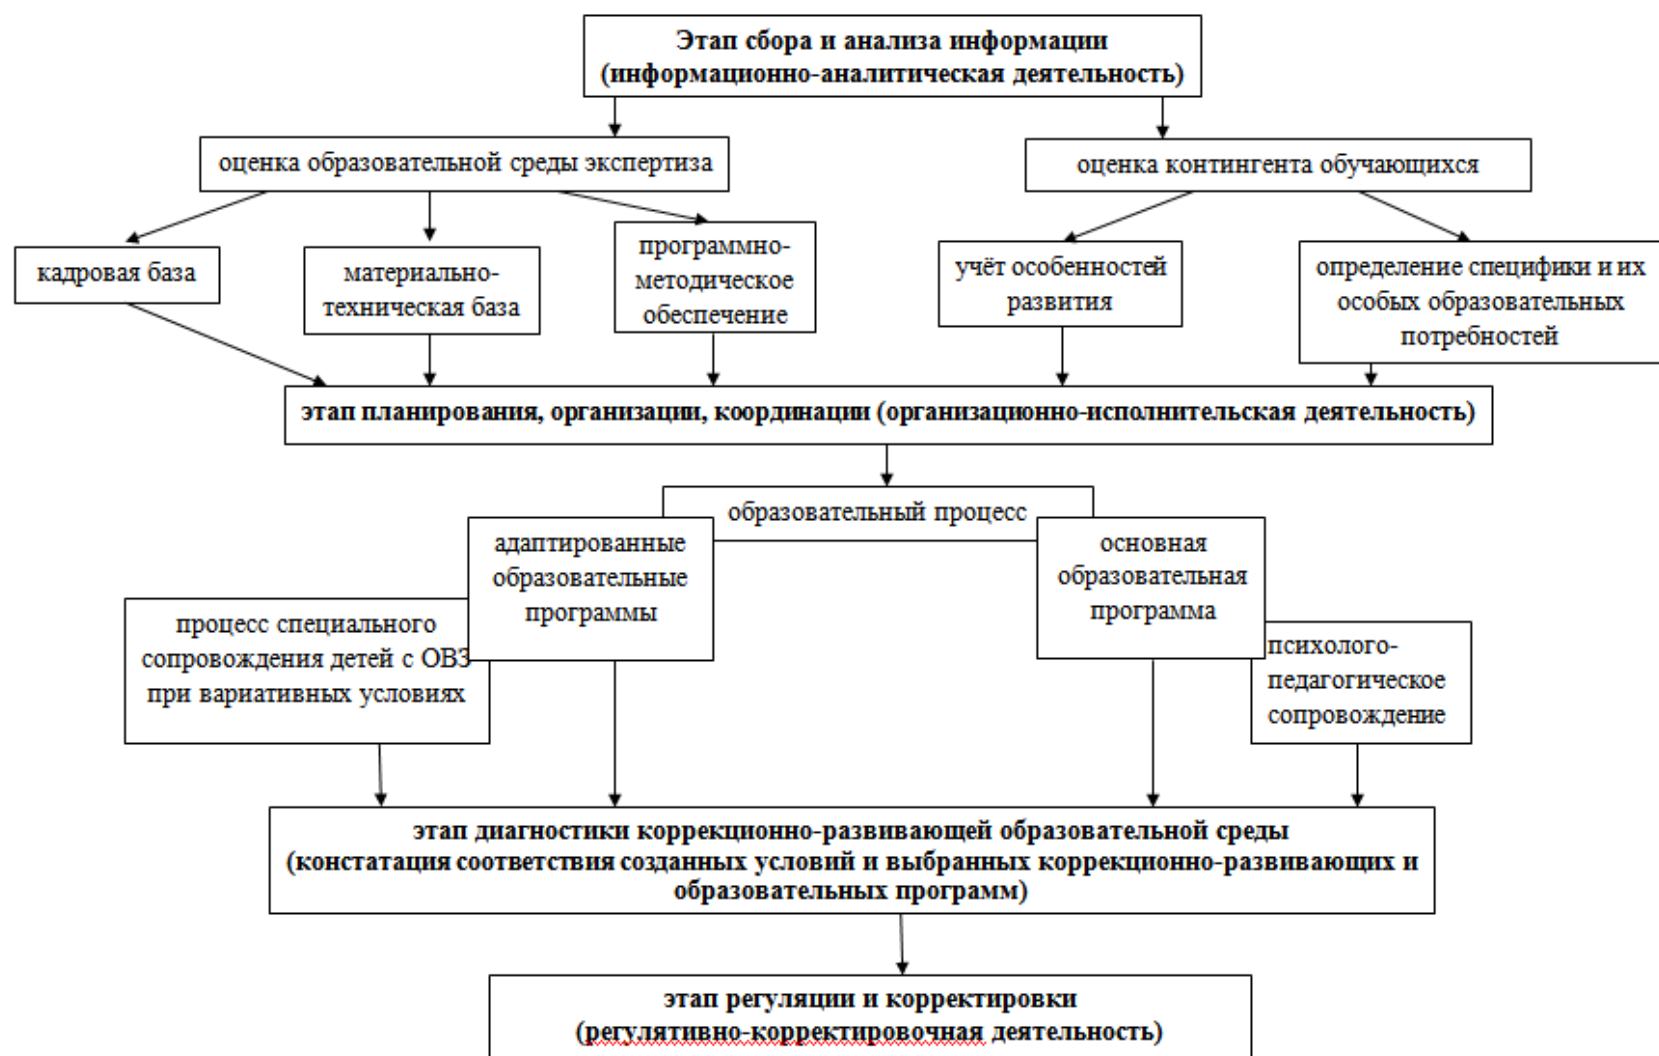 Этап сбора и анализа информации
(информационно-аналитическая деятельность)
оценка образовательной среды экспертиза
оценка контингента обучающихся
кадровая база
материально-
техническая база
программно-
методическое
обеспечение
учёт особенностей
развития
определение специфики и их
особых образовательных
потребностей
этап планирования, организации, координации (организационно-исполнительская деятельность)
образовательный процесс
адаптированные
образовательные
программы
основная
образовательная
программа
процесс специального
сопровождения детей с ОВЗ
при вариативных условиях
психолого-
педагогическое
сопровождение
этап диагностики коррекционно-развивающей образовательной среды
(констатация соответствия созданных условий и выбранных коррекционно-развивающих и
образовательных программ)
этап регуляции и корректировки
(регулятивно-корректировочная деятельность)